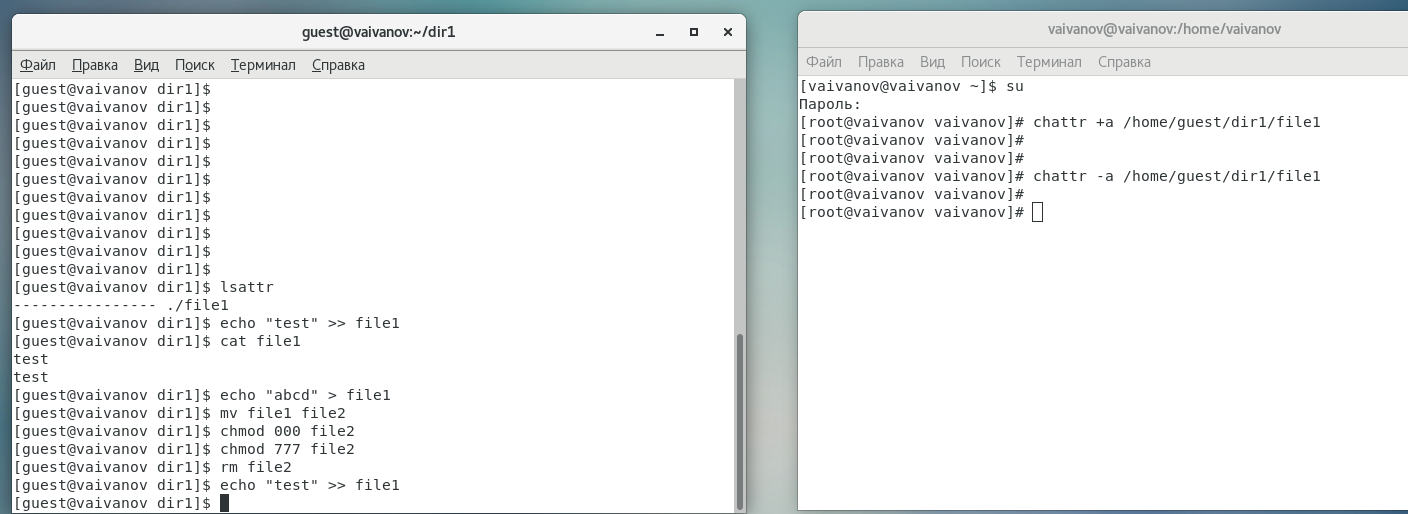 guest@vaivanov:~/dir1
Файл Правка Вид Поиск Терминал Справка
[guest@vaivanov dir1]$
[guest@vaivanov dir1]$
[guest@vaivanov dir1]$
[guest@vaivanov dir1]$
[guest@vaivanov dir1]$
[guest@vaivanov dir1]$
[guest@vaivanov dir1]$
[guest@vaivanov dir1]$
[guest@vaivanov dir1]$
[guest@vaivanov dir1]$
[guest@vaivanov dir1]$
[guest@vaivanov dir1]$ lsattr
---------------- ./file1
[guest@vaivanov dir1]$ echo "test" >> file1
[guest@vaivanov dir1]$ cat file1
test
test
[guest@vaivanov dir1]$ echo "abcd" > file1
[guest@vaivanov dir1]$ mv file1 file2
[guest@vaivanov dir1]$ chmod 000 file2
[guest@vaivanov dir1]$ chmod 777 file2
[guest@vaivanov dir1]$ rm file2
[guest@vaivanov dir1]$ echo "test" >> file1
[guest@vaivanov dir1]$
vaivanov@vaivanov:/home/vaivanov
Файл Правка Вид Поиск Терминал Справка
[vaivanov@vaivanov ~]$ su
Пароль:
[root@vaivanov vaivanov]# chattr +a /home/guest/dir1/file1
[root@vaivanov vaivanov]#
[root@vaivanov vaivanov]#
[root@vaivanov vaivanov]# chattr -a /home/guest/dir1/file1
[root@vaivanov vaivanov]#
[root@vaivanov vaivanov]#